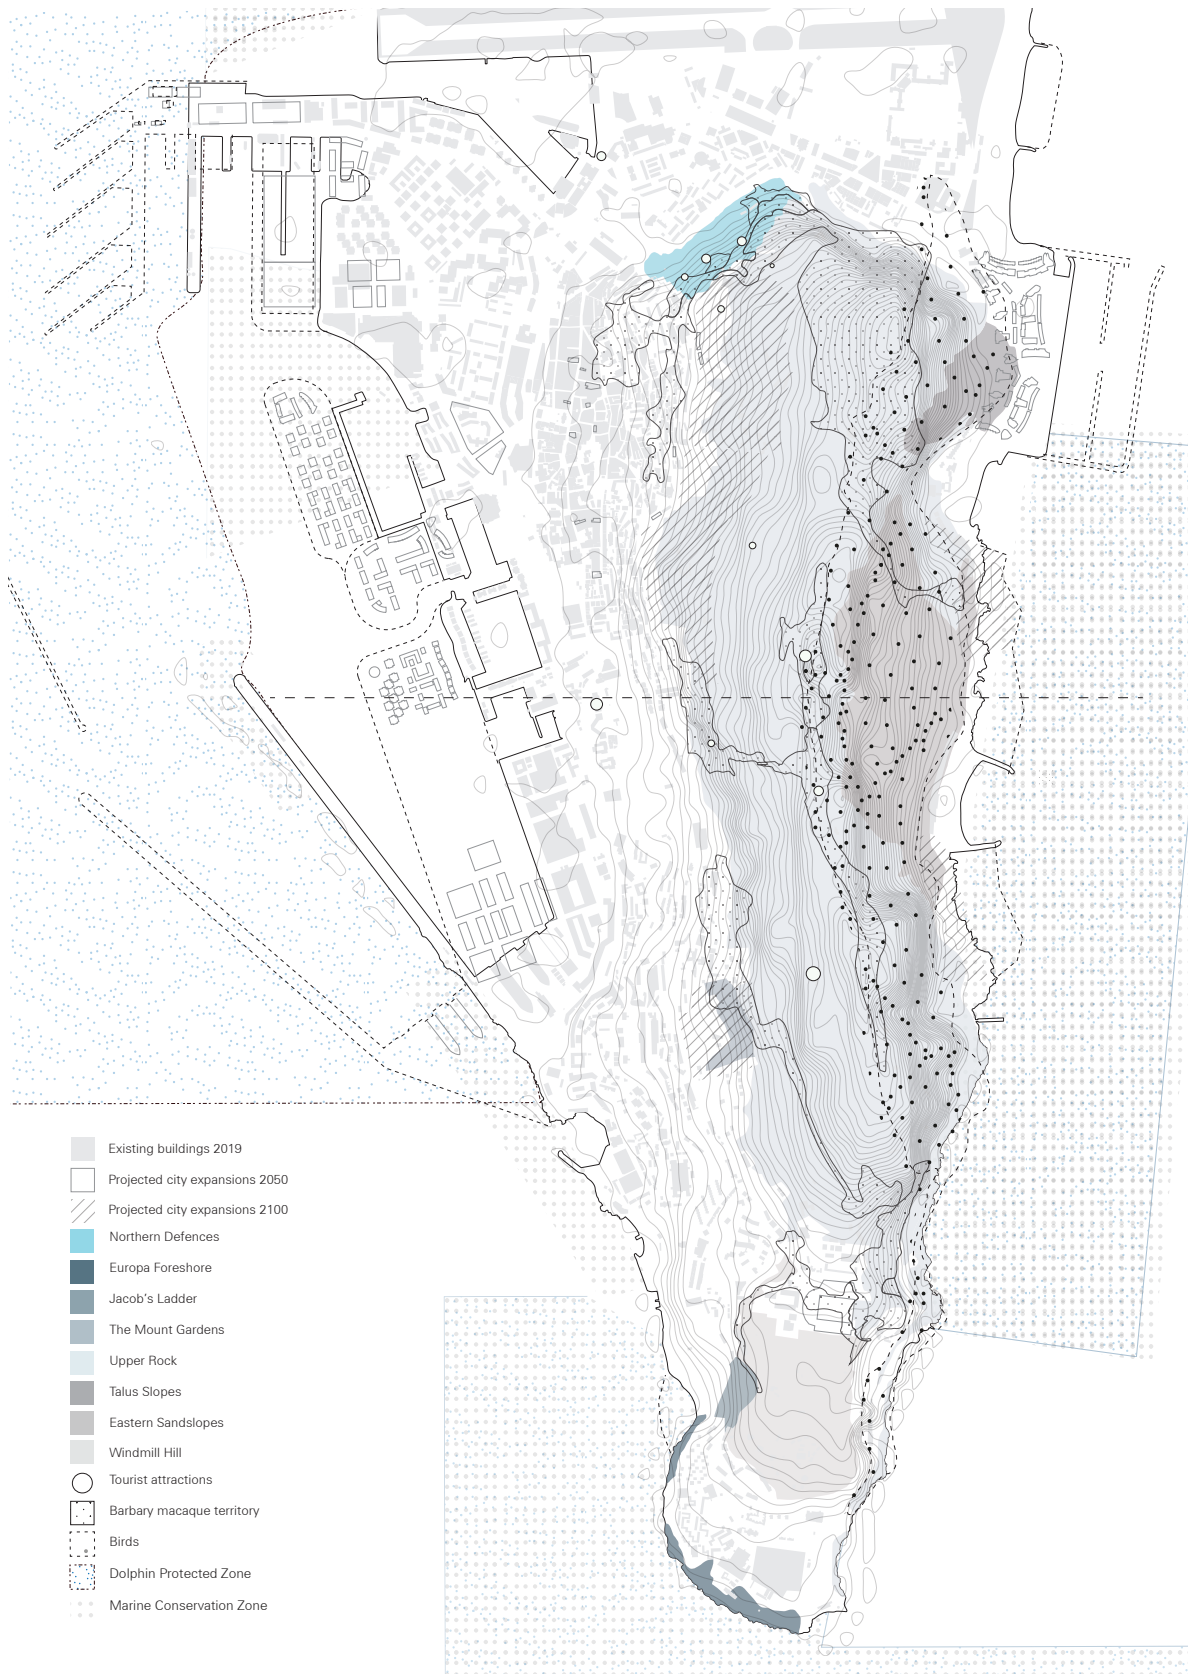 Existing buildings 2019
Projected city expansions 2050
Projected city expansions 2100
Northern Defences
Europa Foreshore
Jacob's Ladder
The Mount Gardens
Upper Rock
Talus Slopes
Eastern Sandslopes
Windmill Hill
Tourist attractions
Barbary macaque territory
Birds
Dolphin Protected Zone
Marine Conservation Zone